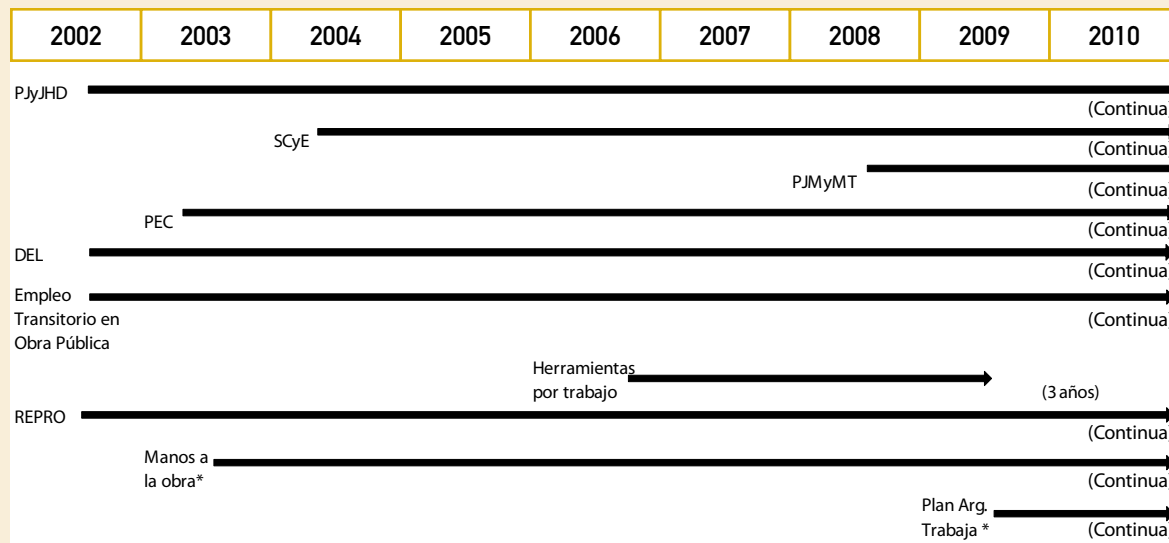 2002 2003 2004 2005 2006 2007 2008 2009 2010
PJyJHD
(Continua)
SCyE
(Continua)
PJMyMT
(Continua)
PEC
(Continua)
DEL
(Continua)
Empleo
Transitorio en
Obra Pública
(Continua)
Herramientas
por trabajo
(3 años)
REPRO
(Continua)
Manos a
la obra*
(Continua)
Plan Arg.
Trabaja *
(Continua)